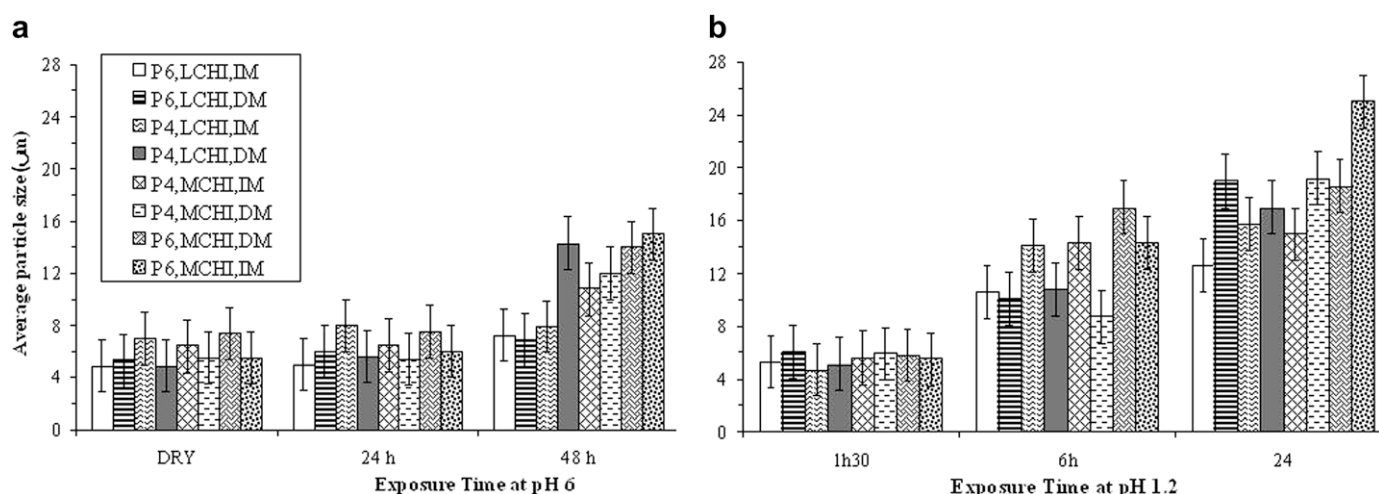 a
28
24
20
16
12
8
4
0
Average particle size (µm)
P6,LCHI,IM
P6,LCHI,DM
P4,LCHI,IM
P4,LCHI,DM
P4,MCHI,IM
P4,MCHI,DM
P6,MCHI,DM
P6,MCHI,IM
DRY 24 h 48 h
Exposure Time at pH 6
b
28
24
20
16
12
8
4
0
1h30 6h 24
Exposure Time at pH 1.2